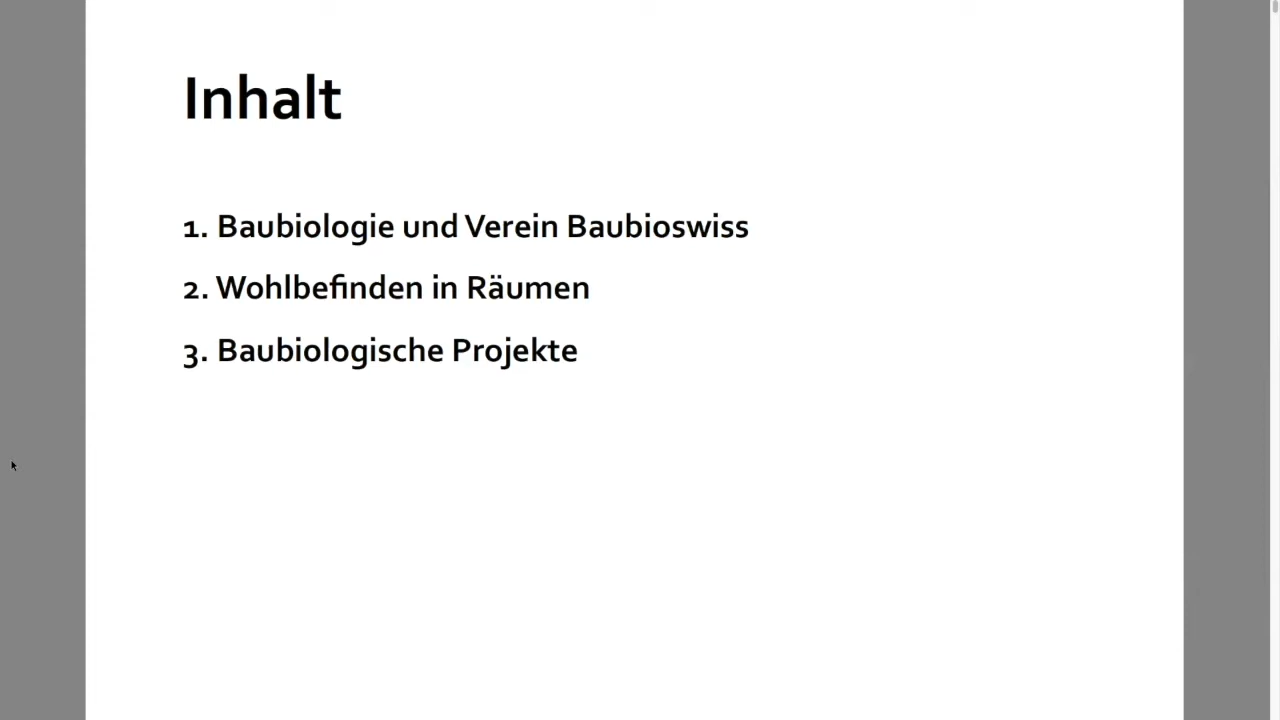 Inhalt
1. Baubiologie und Verein Baubioswiss
2. Wohlbefinden in Räumen
3. Baubiologische Projekte